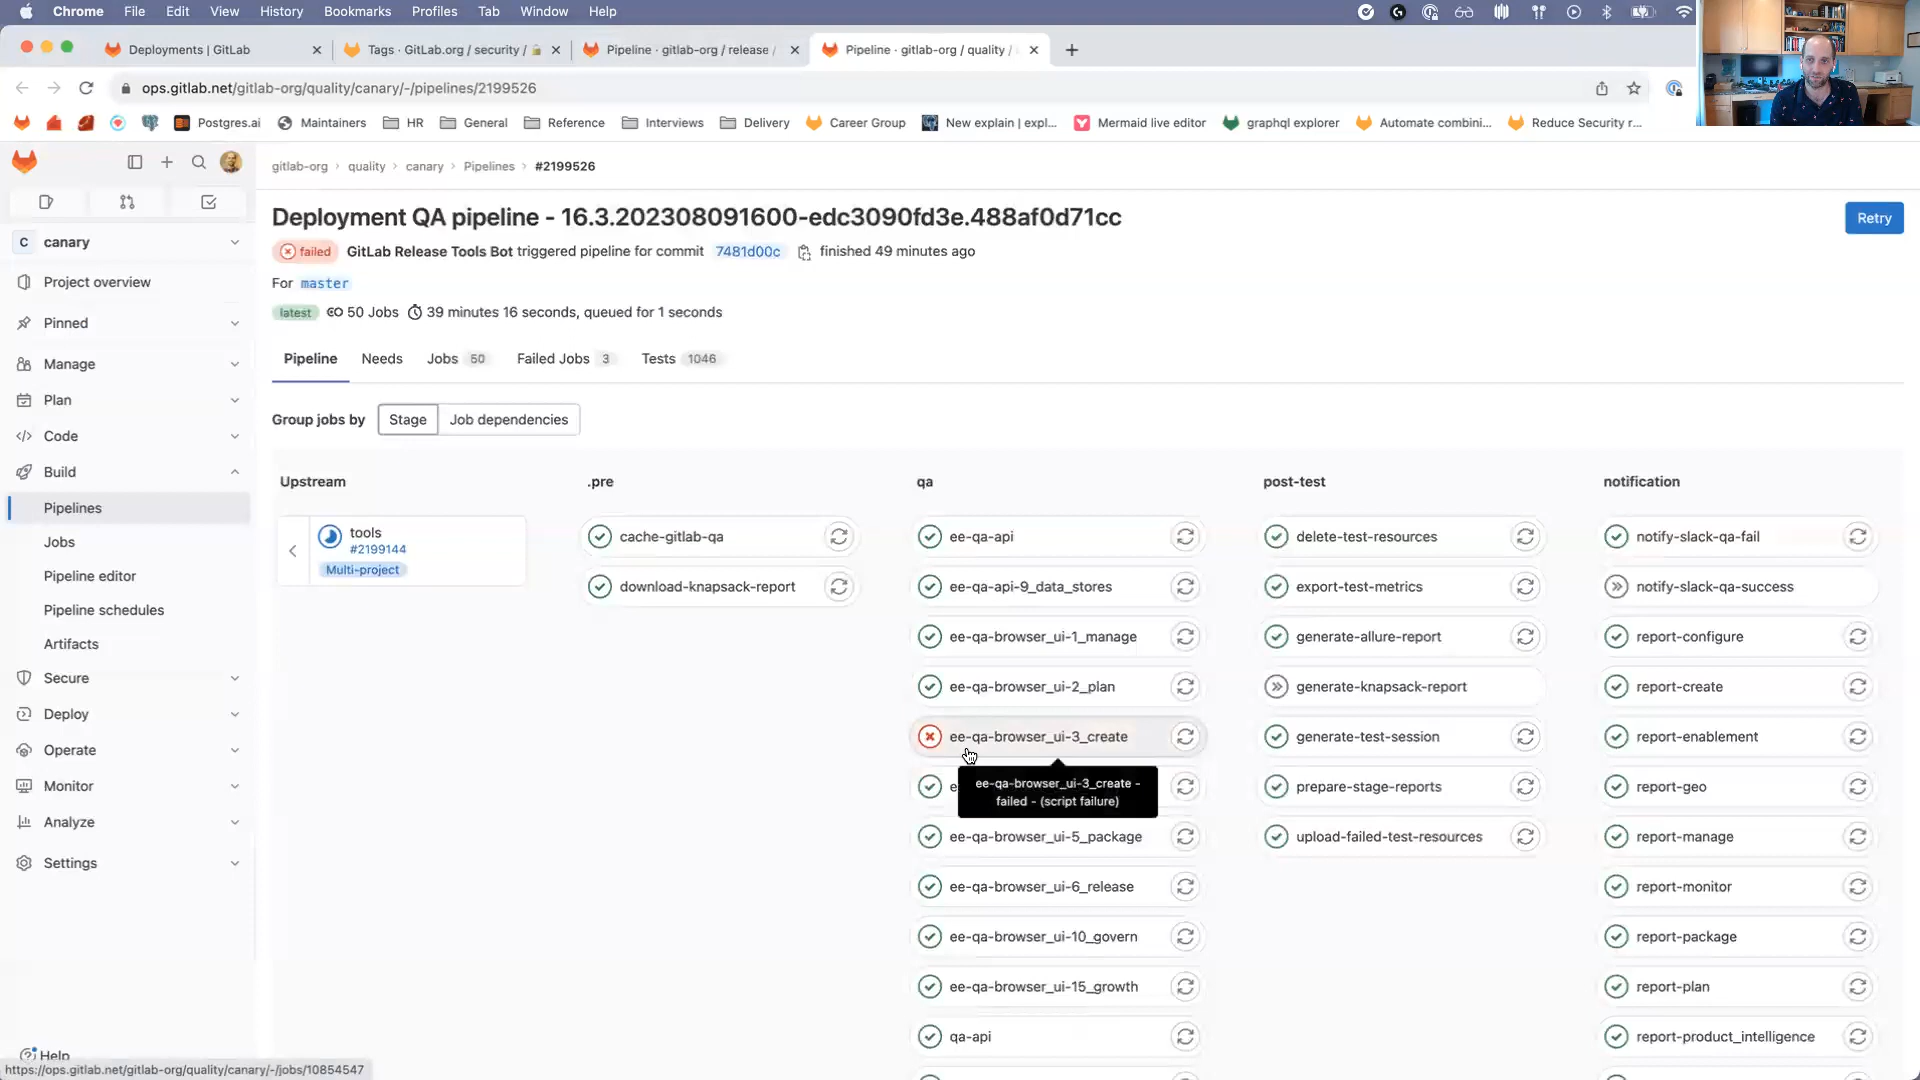 Chrome File Edit View History Bookmarks Profiles Tab Window Help
Deployments | GitLab
Tags · GitLab.org / security /
Pipeline · gitlab-org / release /
Pipeline · gitlab-org / quality /
ops.gitlab.net/gitlab-org/quality/canary/-/pipelines/2199526
Postgres.ai Maintainers HR General Reference Interviews Delivery Career Group New explain | expl... Mermaid live editor graphql explorer Automate combini... Reduce Security r...
gitlab-org › quality › canary › Pipelines › #2199526
C canary
Project overview
Pinned
Manage
Plan
Code
Build
Pipelines
Jobs
Pipeline editor
Pipeline schedules
Artifacts
Secure
Deploy
Operate
Monitor
Analyze
Settings
Help
Deployment QA pipeline - 16.3.202308091600-edc3090fd3e.488af0d71cc
Retry
failed GitLab Release Tools Bot triggered pipeline for commit 7481d00c finished 49 minutes ago
For master
latest 50 Jobs 39 minutes 16 seconds, queued for 1 seconds
Pipeline Needs Jobs 50 Failed Jobs 3 Tests 1046
Group jobs by Stage Job dependencies
Upstream
tools
#2199144
Multi-project
.pre
cache-gitlab-qa
download-knapsack-report
qa
ee-qa-api
ee-qa-api-9_data_stores
ee-qa-browser_ui-1_manage
ee-qa-browser_ui-2_plan
ee-qa-browser_ui-3_create
e
ee-qa-browser_ui-3_create -
failed - (script failure)
ee-qa-browser_ui-5_package
ee-qa-browser_ui-6_release
ee-qa-browser_ui-10_govern
ee-qa-browser_ui-15_growth
qa-api
post-test
delete-test-resources
export-test-metrics
generate-allure-report
generate-knapsack-report
generate-test-session
prepare-stage-reports
upload-failed-test-resources
notification
notify-slack-qa-fail
notify-slack-qa-success
report-configure
report-create
report-enablement
report-geo
report-manage
report-monitor
report-package
report-plan
report-product_intelligence
https://ops.gitlab.net/gitlab-org/quality/canary/-/jobs/10854547